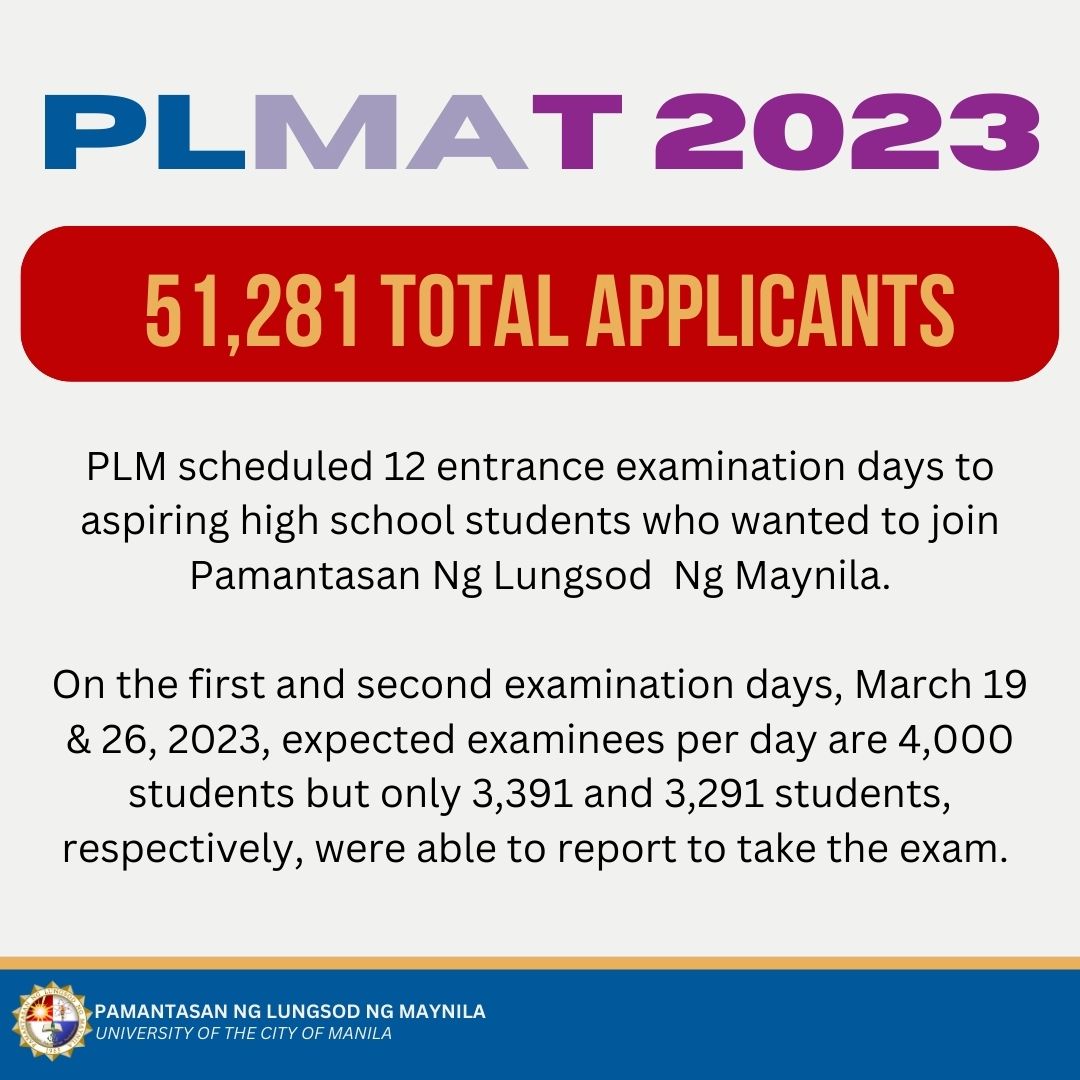 PLMAT 2023
51,281 TOTAL APPLICANTS
PLM scheduled 12 entrance examination days to
aspiring high school students who wanted to join
Pamantasan Ng Lungsod  Ng Maynila.
On the first and second examination days, March 19
& 26, 2023, expected examinees per day are 4,000
students but only 3,391 and 3,291 students,
respectively, were able to report to take the exam.
PAMANTASAN NG LUNGSOD NG MAYNILA
UNIVERSITY OF THE CITY OF MANILA